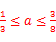 1/3 ≤ a ≤ 3/8